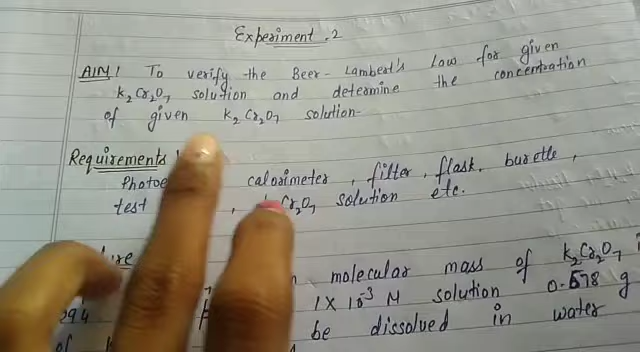 Experiment.2
AIM! To verify the Beer-Lambert's Law for given
K2Cr2O7 solution and determine the concentration
of given K2Cr2O7 solution-
Requirements
calorimeter, filter, flask, burette,
test , Cr2O7 solution etc.
molecular mass of K2Cr2O7
294 1 X 10-3 M solution 0.578 g
of be dissolved in water